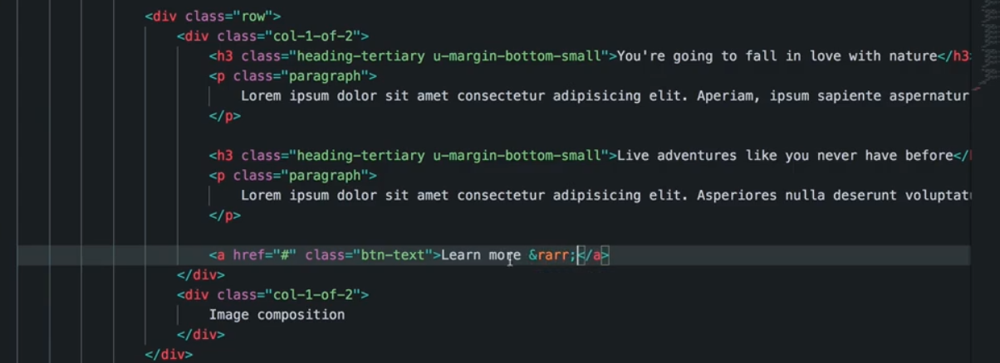 <div class="row">
<div class="col-1-of-2">
<h3 class="heading-tertiary u-margin-bottom-small">You're going to fall in love with nature</h3>
<p class="paragraph">
Lorem ipsum dolor sit amet consectetur adipisicing elit. Aperiam, ipsum sapiente aspernatur
</p>
<h3 class="heading-tertiary u-margin-bottom-small">Live adventures like you never have before</
<p class="paragraph">
Lorem ipsum dolor sit amet consectetur adipisicing elit. Asperiores nulla deserunt voluptat
</p>
<a href="#" class="btn-text">Learn more &rarr;</a>
</div>
<div class="col-1-of-2">
Image composition
</div>
</div>